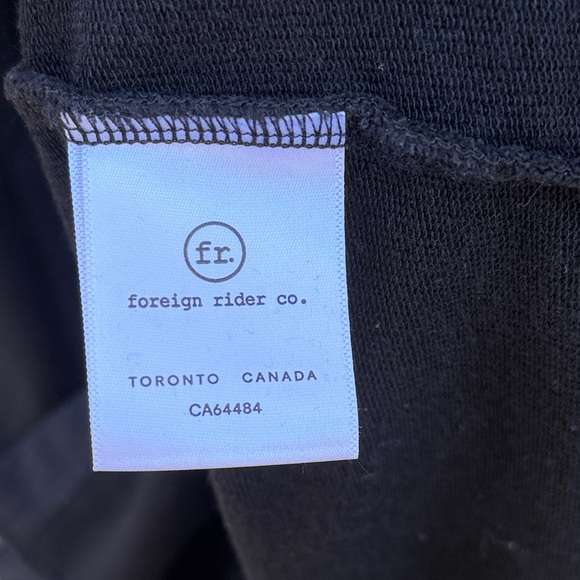 fr.
foreign rider co.
TORONTO CANADA
CA64484